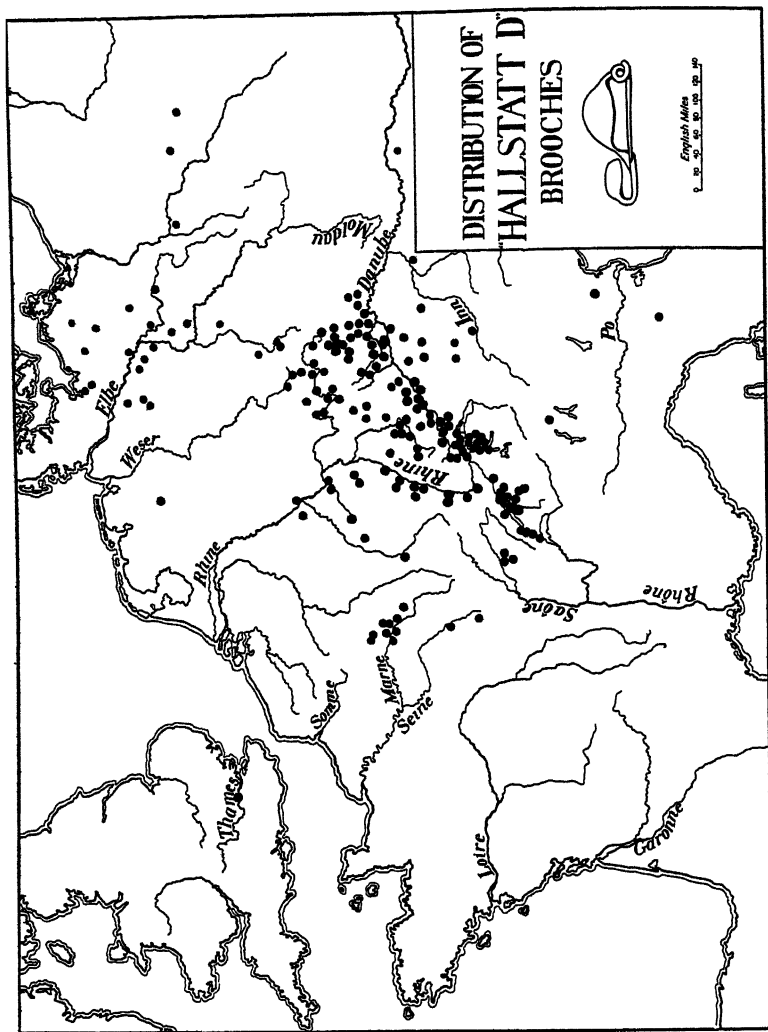 DISTRIBUTION OF
"HALLSTATT D"
BROOCHES
English Miles
0 20 40 60 80 100 120 140
Elbe
Weser
Moldau
Danube
Inn
Po
Rhine
Rhine
Saône
Rhône
Marne
Seine
Somme
Thames
Loire
Garonne